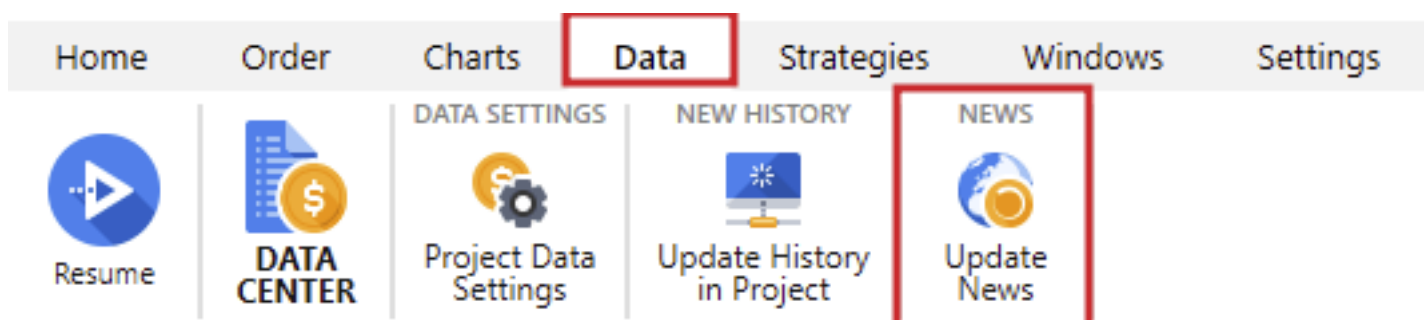 Home Order Charts Data Strategies Windows Settings
DATA SETTINGS NEW HISTORY NEWS
Resume
DATA
CENTER
Project Data
Settings
Update History
in Project
Update
News